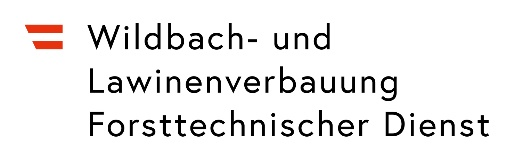 Wildbach- und
Lawinenverbauung
Forsttechnischer Dienst